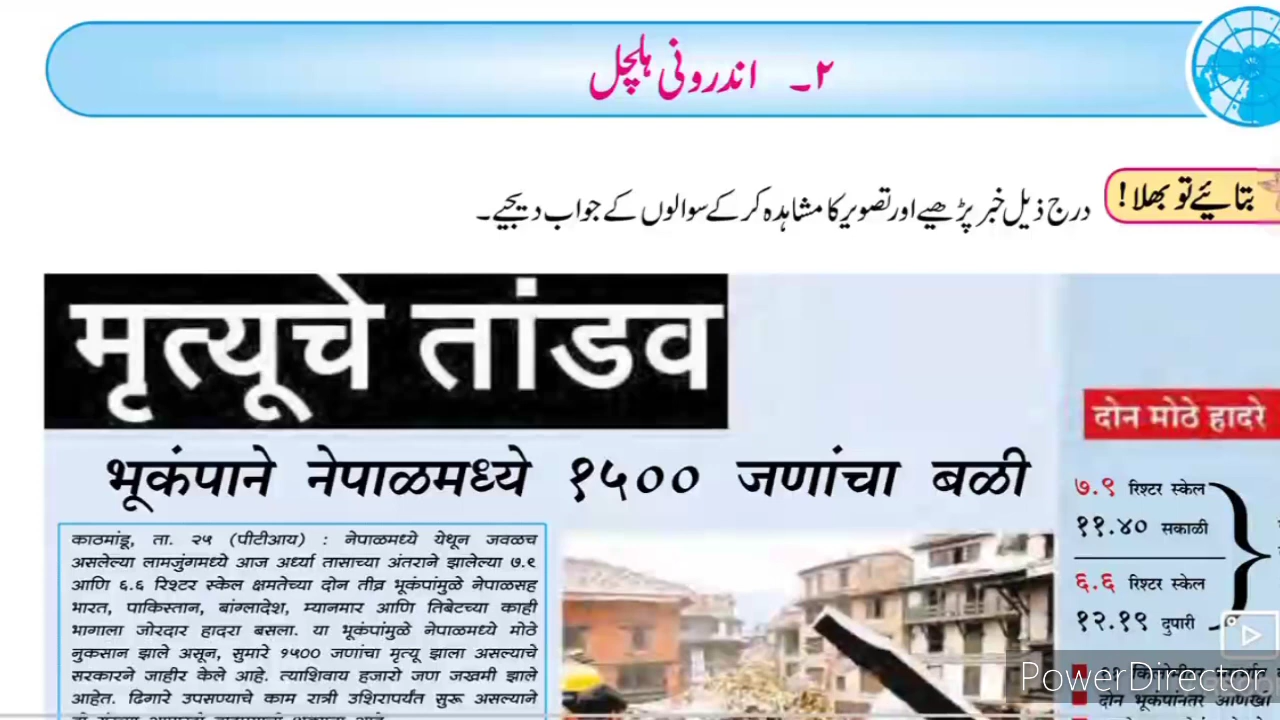 ۲۔ اندرونی ہلچل
بتائیے تو بھلا!
درج ذیل خبر پڑھیے اور تصویر کا مشاہدہ کرکے سوالوں کے جواب دیجیے۔
मृत्यूचे तांडव
भूकंपाने नेपाळमध्ये १५०० जणांचा बळी
काठमांडू, ता. २५ (पीटीआय) : नेपाळमध्ये येथून जवळच
असलेल्या लामजुंगमध्ये आज अर्ध्या तासाच्या अंतराने झालेल्या ७.९
आणि ६.६ रिश्टर स्केल क्षमतेच्या दोन तीव्र भूकंपांमुळे नेपाळसह
भारत, पाकिस्तान, बांग्लादेश, म्यानमार आणि तिबेटच्या काही
भागाला जोरदार हादरा बसला. या भूकंपांमुळे नेपाळमध्ये मोठे
नुकसान झाले असून, सुमारे १५०० जणांचा मृत्यू झाला असल्याचे
सरकारने जाहीर केले आहे. त्याशिवाय हजारो जण जखमी झाले
आहेत. ढिगारे उपसण्याचे काम रात्री उशिरापर्यंत सुरू असल्याने
दोन मोठे हादरे
७.९ रिश्टर स्केल
११.४० सकाळी
६.६ रिश्टर स्केल
१२.१९ दुपारी
दोन भूकंपानंतर आणखी
PowerDirector